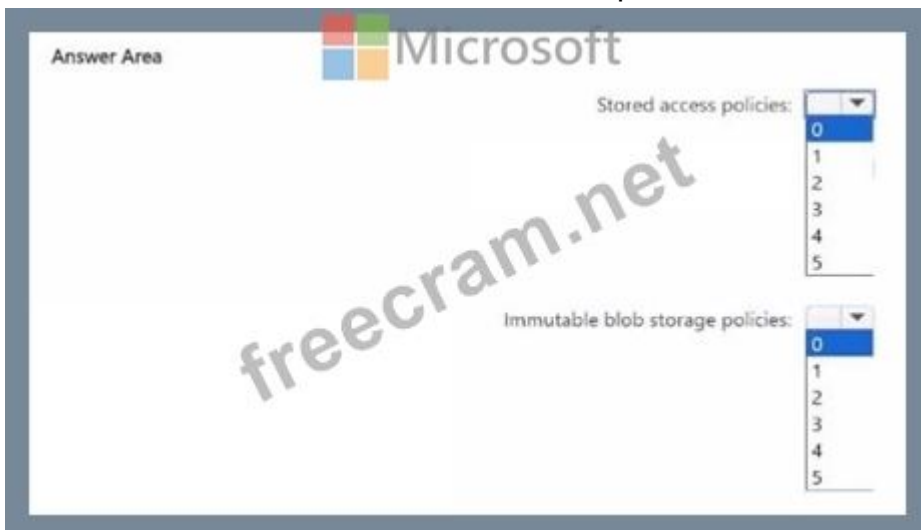 Microsoft
Answer Area
Stored access policies:
0
1
2
3
4
5
freecram.net
Immutable blob storage policies:
0
1
2
3
4
5